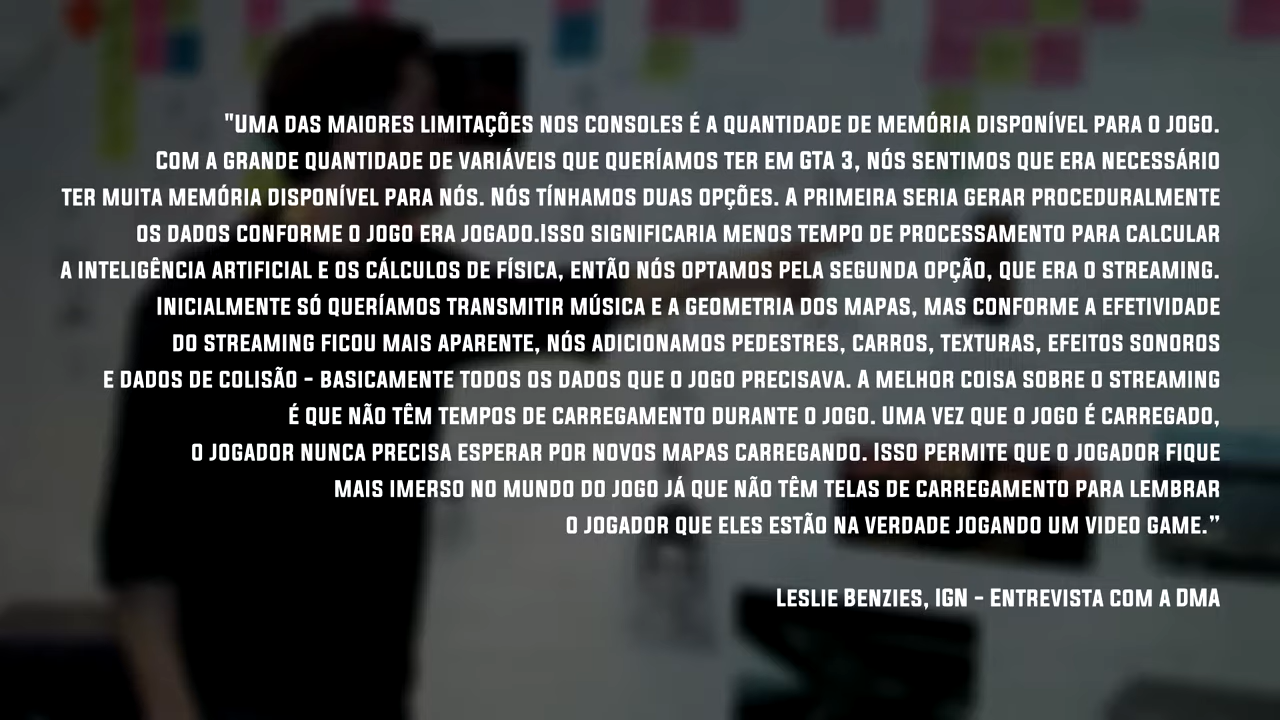 "Uma das maiores limitações nos consoles é a quantidade de memória disponível para o jogo.
Com a grande quantidade de variáveis que queríamos ter em GTA 3, nós sentimos que era necessário
ter muita memória disponível para nós. Nós tínhamos duas opções. A primeira seria gerar proceduralmente
os dados conforme o jogo era jogado.Isso significaria menos tempo de processamento para calcular
a inteligência artificial e os cálculos de física, então nós optamos pela segunda opção, que era o streaming.
Inicialmente só queríamos transmitir música e a geometria dos mapas, mas conforme a efetividade
do streaming ficou mais aparente, nós adicionamos pedestres, carros, texturas, efeitos sonoros
e dados de colisão - basicamente todos os dados que o jogo precisava. A melhor coisa sobre o streaming
é que não têm tempos de carregamento durante o jogo. Uma vez que o jogo é carregado,
o jogador nunca precisa esperar por novos mapas carregando. Isso permite que o jogador fique
mais imerso no mundo do jogo já que não têm telas de carregamento para lembrar
o jogador que eles estão na verdade jogando um video game.”
Leslie Benzies, IGN - Entrevista com a DMA